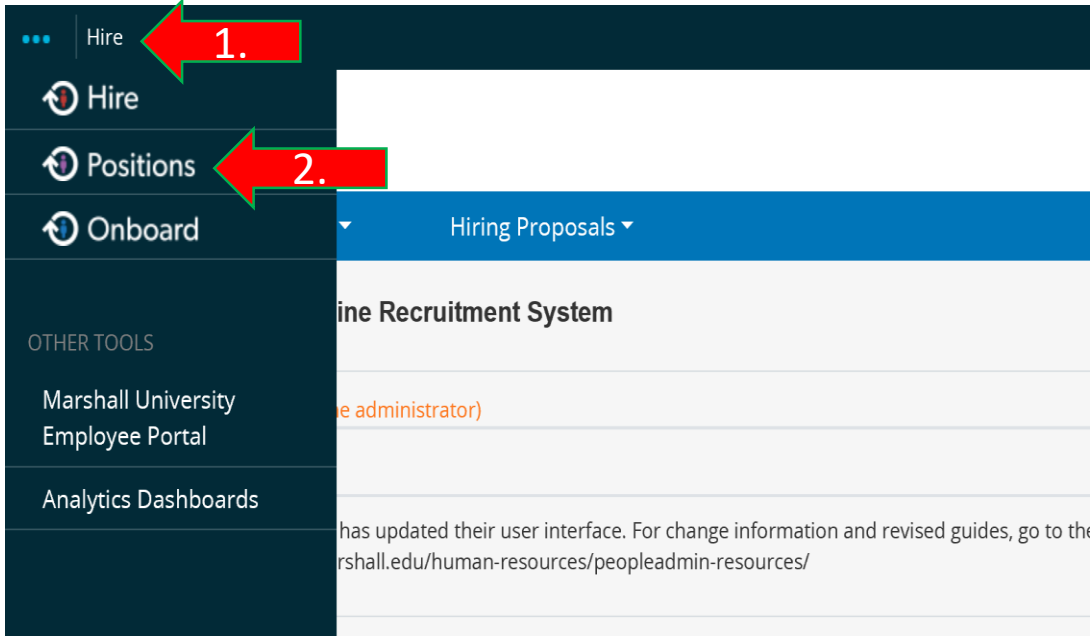 Hire
1.
Hire
Positions
2.
Onboard
Hiring Proposals
ine Recruitment System
OTHER TOOLS
Marshall University
Employee Portal
e administrator)
Analytics Dashboards
has updated their user interface. For change information and revised guides, go to the
rshall.edu/human-resources/peopleadmin-resources/